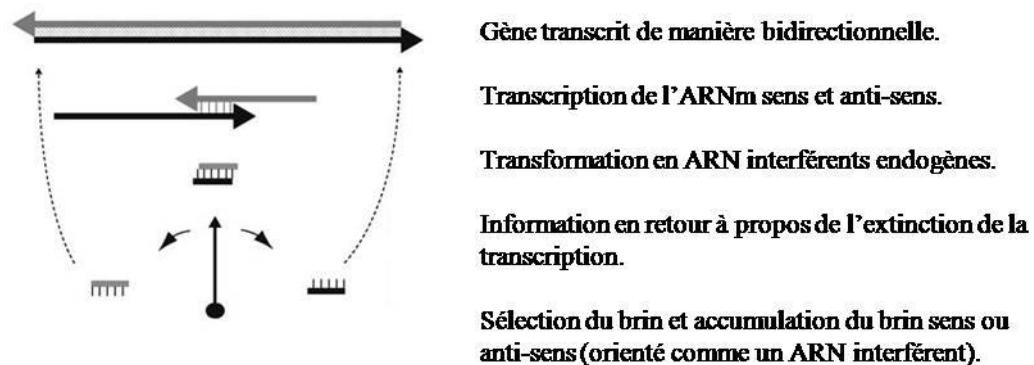 Gène transcrit de manière bidirectionnelle.
Transcription de l'ARNm sens et anti-sens.
Transformation en ARN interférents endogènes.
Information en retour à propos de l'extinction de la
transcription.
Sélection du brin et accumulation du brin sens ou
anti-sens (orienté comme un ARN interférent).